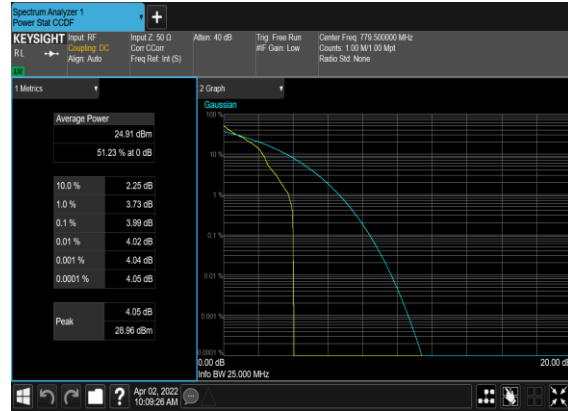 Spectrum Analyzer 1
Power Stat CCDF
KEYSIGHT
RL
LM
Input: RF
Coupling: DC
Align: Auto
Input Z: 50 Ω
Corr CCorr
Freq Ref: Int (S)
Atten: 40 dB
Trig: Free Run
#IF Gain: Low
Center Freq: 779.500000 MHz
Counts: 1.00 M/1.00 Mpt
Radio Std: None
1 Metrics
Average Power
24.91 dBm
51.23 % at 0 dB
10.0 % 2.25 dB
1.0 % 3.73 dB
0.1 % 3.99 dB
0.01 % 4.02 dB
0.001 % 4.04 dB
0.0001 % 4.05 dB
Peak
4.05 dB
28.96 dBm
2 Graph
Gaussian
100 %
10 %
1 %
0.1 %
0.01 %
0.001 %
0.0001 %
0.00 dB 20.00 dB
Info BW 25.000 MHz
?
Apr 02, 2022
10:09:26 AM